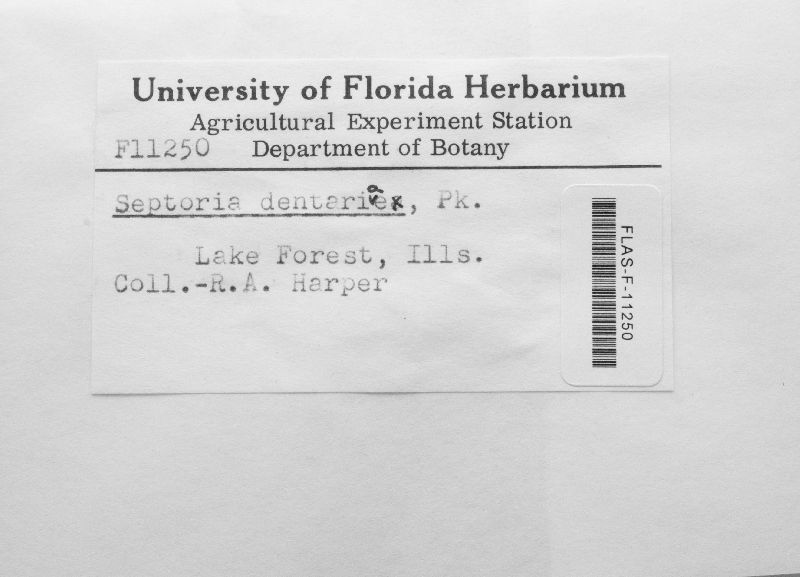 University of Florida Herbarium
Agricultural Experiment Station
F11250 Department of Botany
Septoria dentariae, Pk.
Lake Forest, Ills.
Coll.-R.A. Harper
FLAS-F-11250